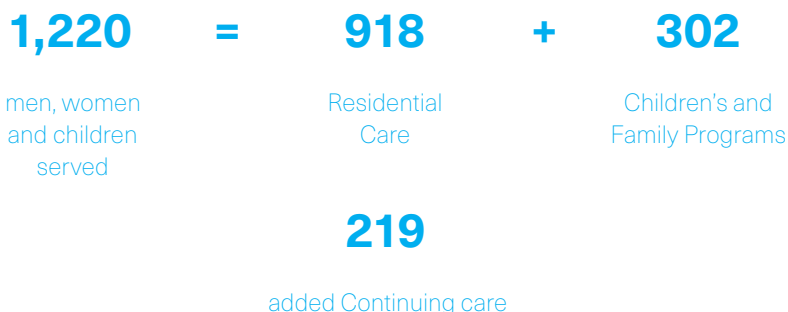 1,220 = 918 + 302
men, women
and children
served
Residential
Care
Children's and
Family Programs
219
added Continuing care